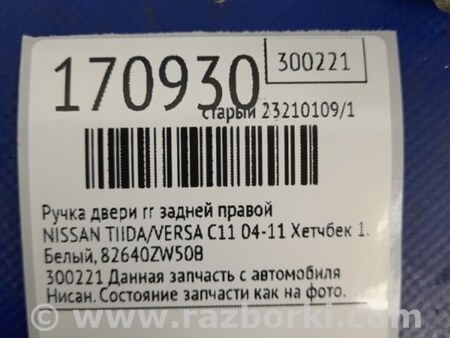 170930
300221
старый 23210109/1
Ручка двери rr задней правой
NISSAN TIIDA/VERSA C11 04-11 Хетчбек 1.
Белый, 82640ZW50B
300221 Данная запчасть с автомобиля
Нисан. Состояние запчасти как на фото.
www.razborki.com